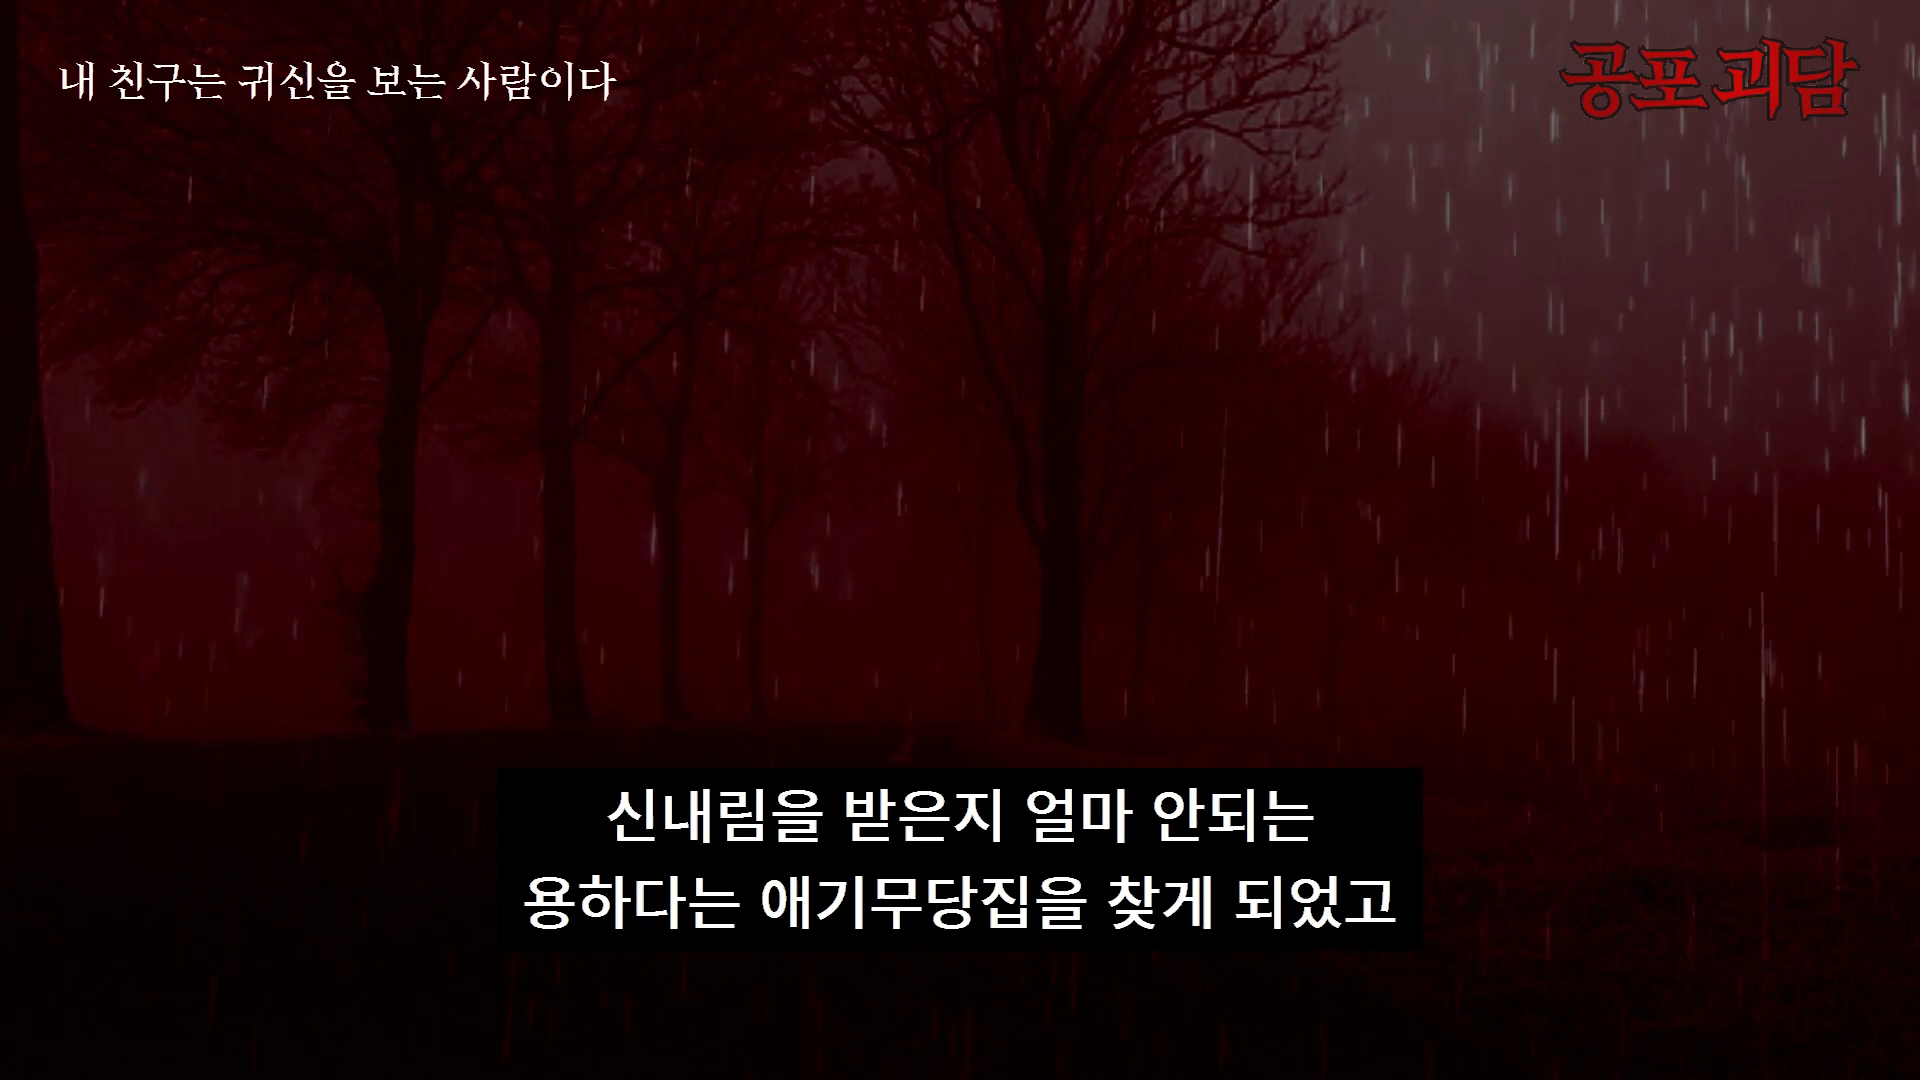 내 친구는 귀신을 보는 사람이다
공포괴담
신내림을 받은지 얼마 안되는
용하다는 애기무당집을 찾게 되었고